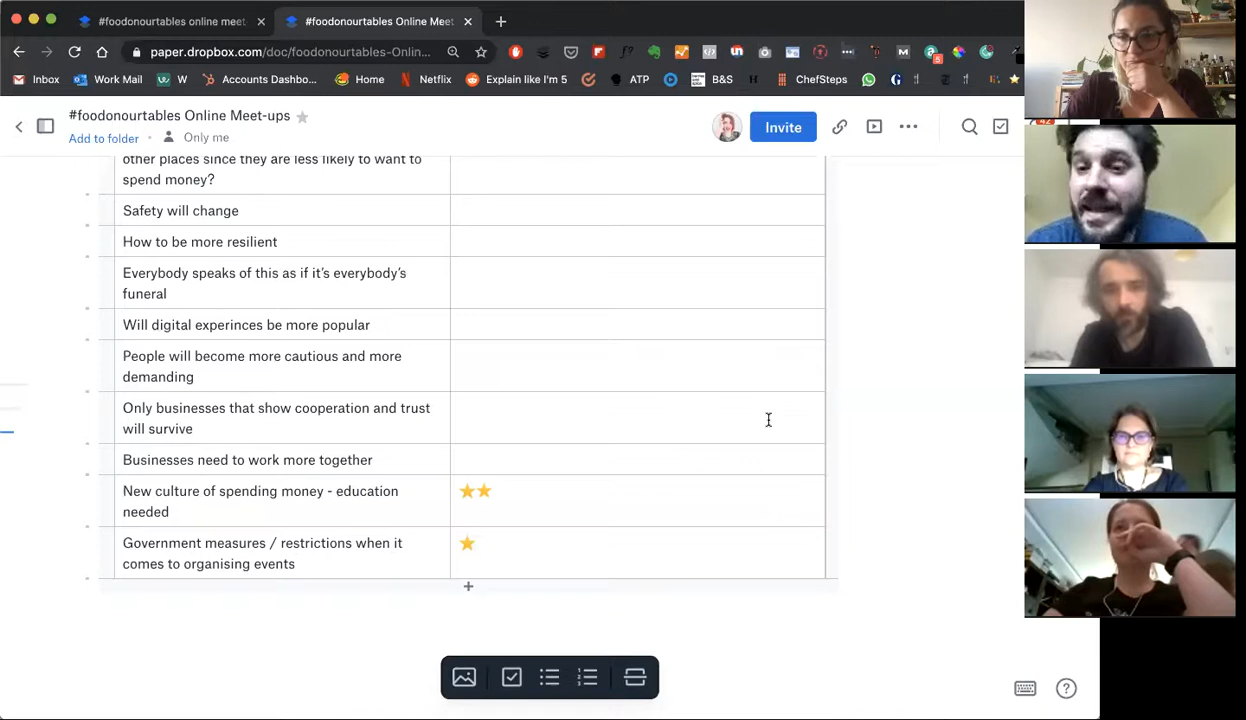 #foodonourtables online meet
#foodonourtables Online Meet
paper.dropbox.com/doc/foodonourtables-Onlin...
5
Inbox
Work Mail
W
Accounts Dashbo...
Home
Netflix
Explain like I'm 5
ATP
B&S
H
ChefSteps
#foodonourtables Online Meet-ups
Add to folder
Only me
Invite
42
other places since they are less likely to want to
spend money?
Safety will change
How to be more resilient
Everybody speaks of this as if it's everybody's
funeral
Will digital experinces be more popular
People will become more cautious and more
demanding
Only businesses that show cooperation and trust
will survive
Businesses need to work more together
New culture of spending money - education
needed
Government measures / restrictions when it
comes to organising events